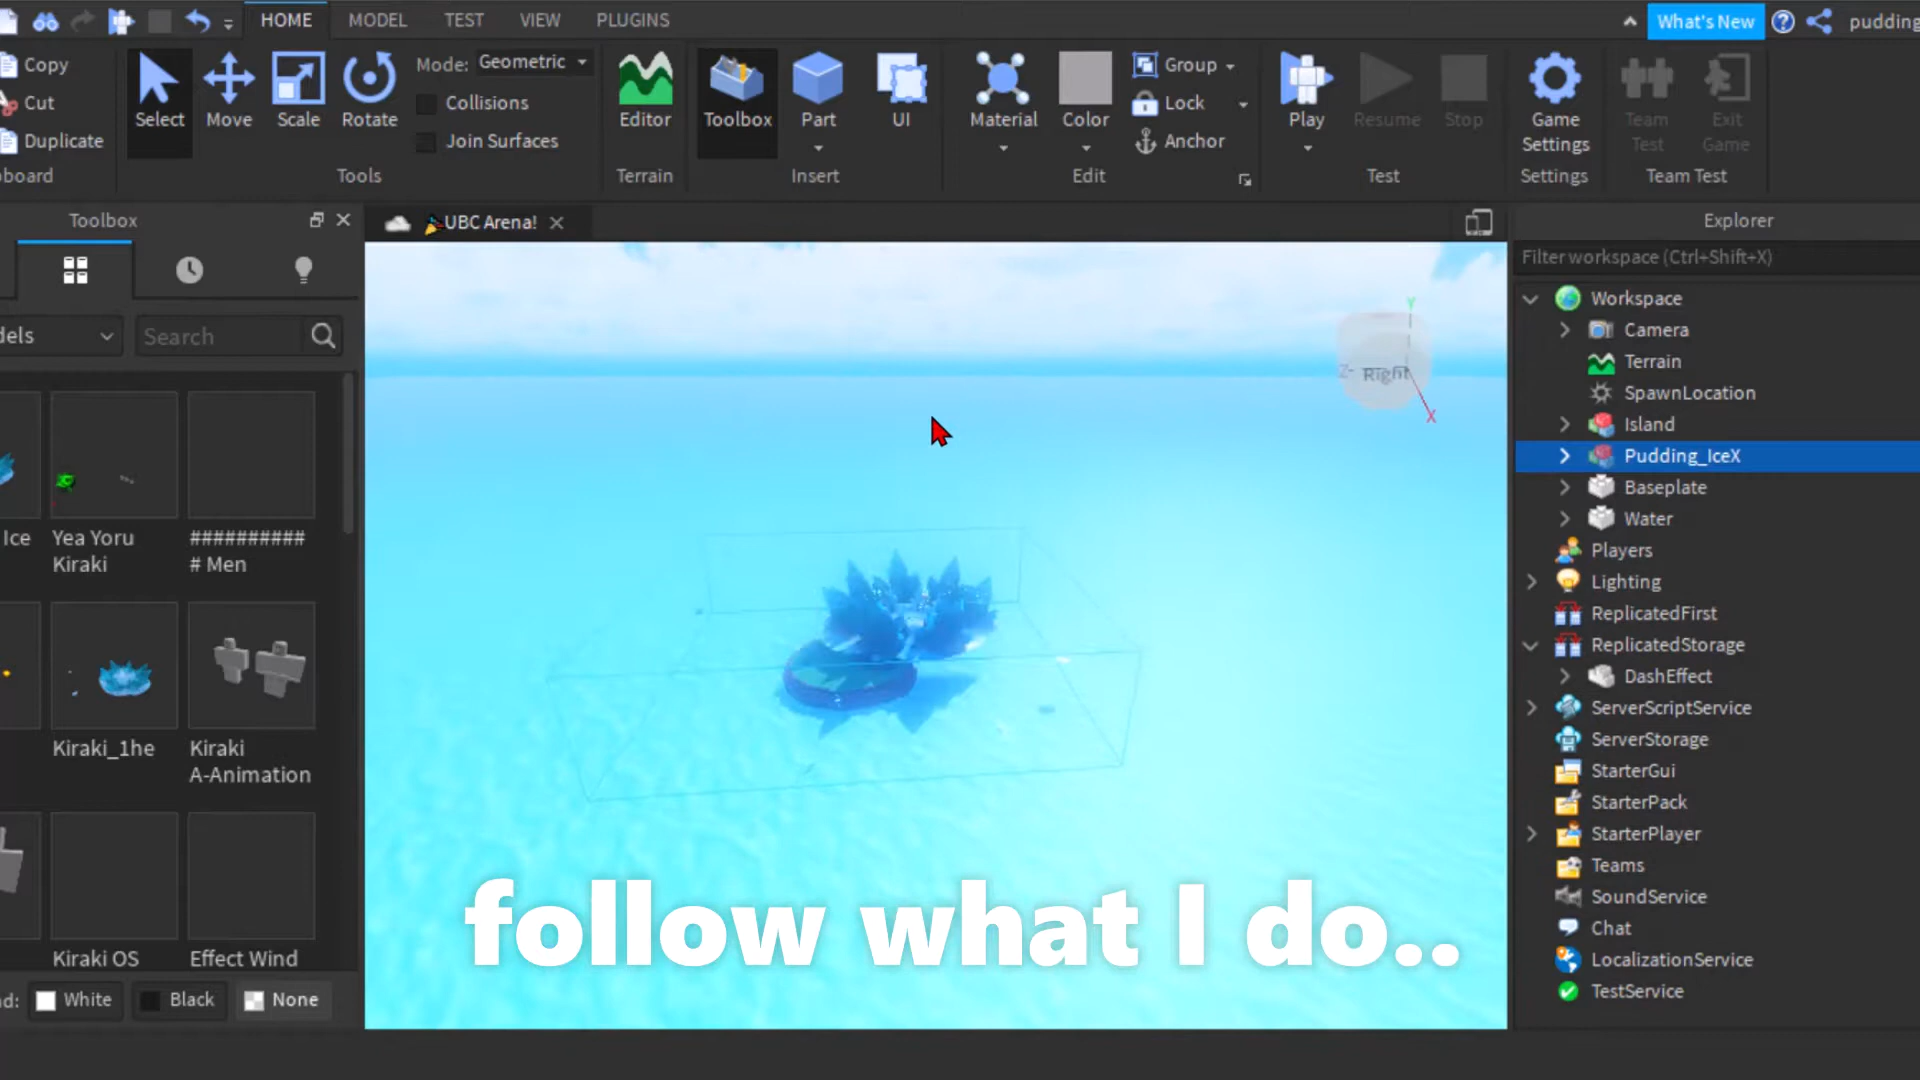 HOME MODEL TEST VIEW PLUGINS What's New pudding
Copy
Cut
Duplicate
board
Select Move Scale Rotate
Mode: Geometric
Collisions
Join Surfaces
Tools
Editor
Terrain
Toolbox Part UI
Insert
Material Color
Group
Lock
Anchor
Edit
Play Resume Stop
Test
Game
Settings
Settings
Team
Test
Exit
Game
Team Test
Toolbox
dels
Search
Ice
Yea Yoru
Kiraki
##########
# Men
Kiraki_1he
Kiraki
A-Animation
Kiraki OS
Effect Wind
d: White Black None
UBC Arena!
Y
Z- Right
X
follow what I do..
Explorer
Filter workspace (Ctrl+Shift+X)
Workspace
Camera
Terrain
SpawnLocation
Island
Pudding_IceX
Baseplate
Water
Players
Lighting
ReplicatedFirst
ReplicatedStorage
DashEffect
ServerScriptService
ServerStorage
StarterGui
StarterPack
StarterPlayer
Teams
SoundService
Chat
LocalizationService
TestService